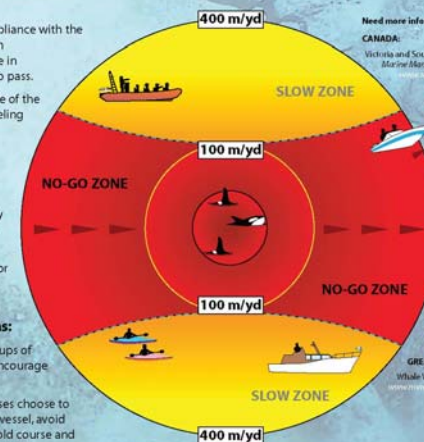 pliance with the
e in
o pass.
e of the
eling
or
ns:
ups of
ncourage
ses choose to
vessel, avoid
old course and
400 m/yd
SLOW ZONE
100 m/yd
NO-GO ZONE
NO-GO ZONE
100 m/yd
SLOW ZONE
400 m/yd
Need more info
CANADA:
Victoria and Sou
Marine Mam
GRE
Whale